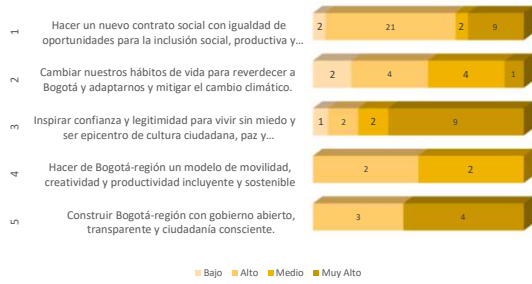 1
Hacer un nuevo contrato social con igualdad de
oportunidades para la inclusión social, productiva y…
2 21 2 9
2
Cambiar nuestros hábitos de vida para reverdecer a
Bogotá y adaptarnos y mitigar el cambio climático.
2 4 4 1
3
Inspirar confianza y legitimidad para vivir sin miedo y
ser epicentro de cultura ciudadana, paz y…
1 2 2 9
4
Hacer de Bogotá-región un modelo de movilidad,
creatividad y productividad incluyente y sostenible
2 2
5
Construir Bogotá-región con gobierno abierto,
transparente y ciudadanía consciente.
3 4
Bajo Alto Medio Muy Alto